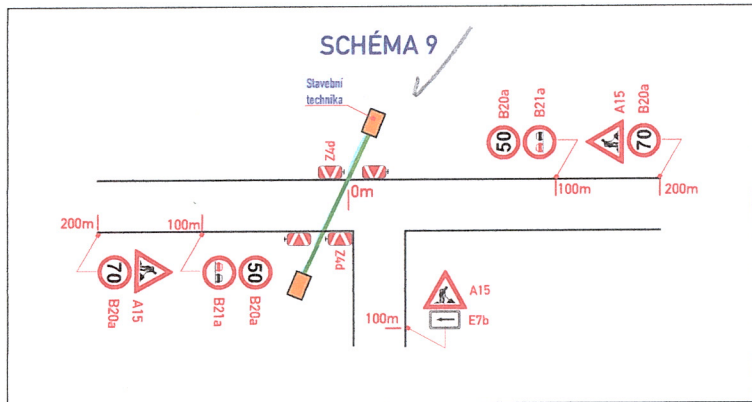 SCHÉMA 9
Stavební
technika
Z4d
B20a
B21a
A15
B20a
50
70
0m
100m
200m
200m
100m
Z4d
70
50
B20a
A15
B21a
B20a
A15
E7b
100m